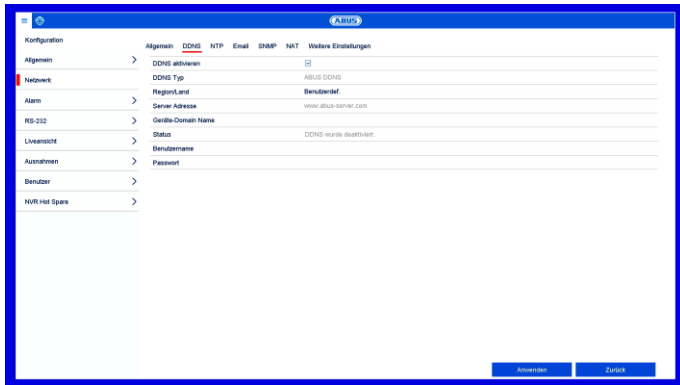 ABUS
Konfiguration
Allgemein
Netzwerk
Alarm
RS-232
Liveansicht
Ausnahmen
Benutzer
NVR Hot Spare
Allgemein DDNS NTP Email SNMP NAT Weitere Einstellungen
DDNS aktivieren
DDNS Typ ABUS DDNS
Region/Land Benutzerdef.
Server Adresse www.abus-server.com
Geräte-Domain Name
Status DDNS wurde deaktiviert.
Benutzername
Passwort
Anwenden Zurück